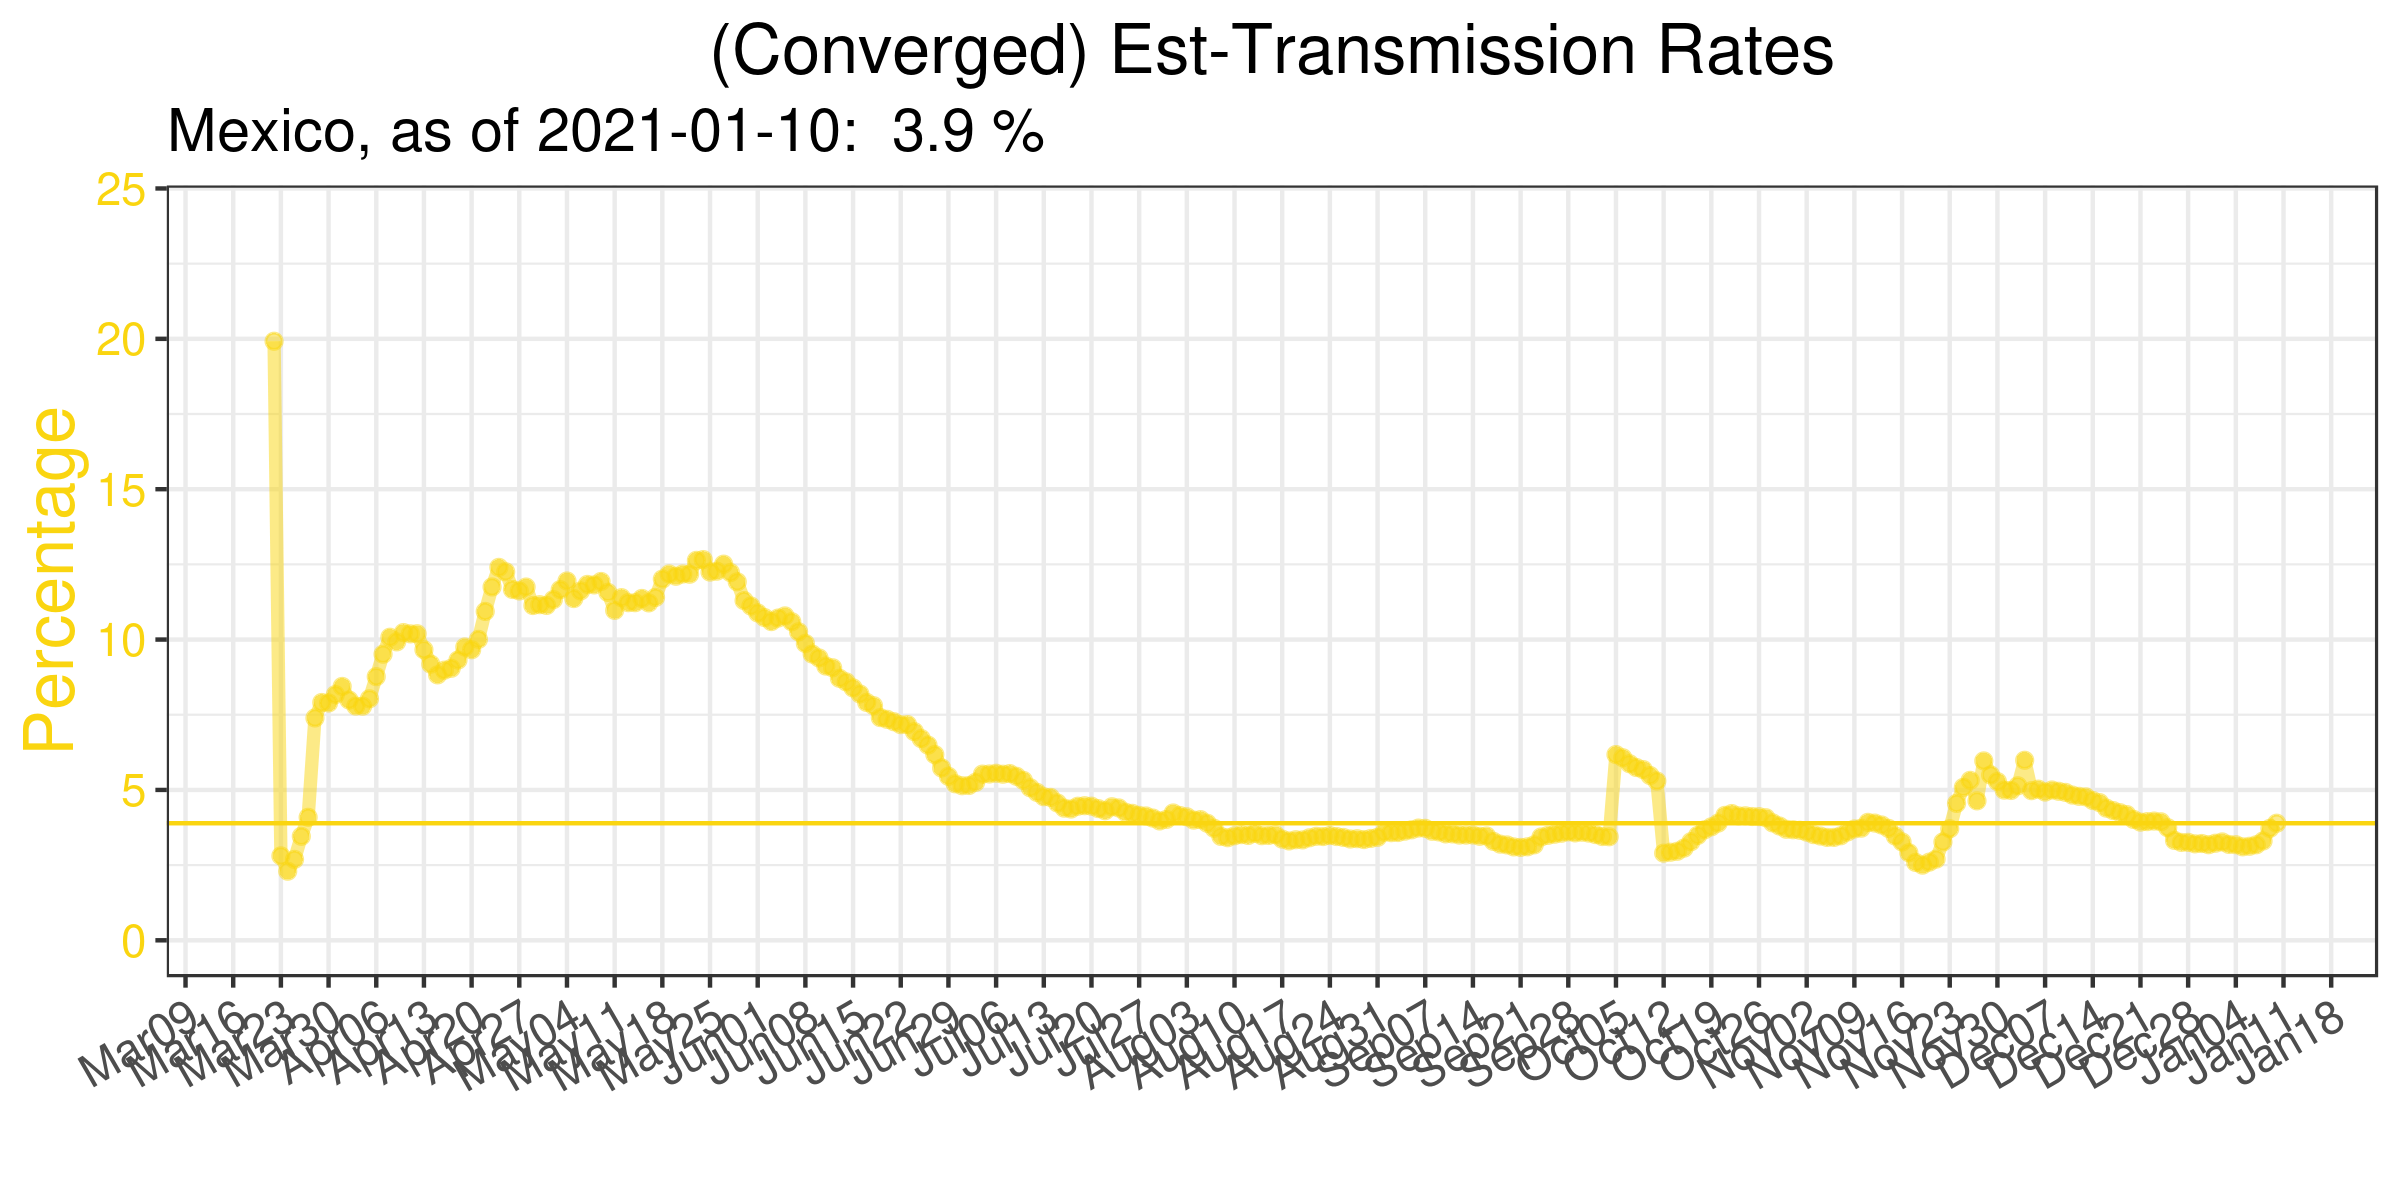 (Converged) Est-Transmission Rates
Mexico, as of 2021-01-10:  3.9 %
Percentage
25
20
15
10
5
0
Mar09
Mar16
Mar23
Mar30
Apr06
Apr13
Apr20
Apr27
May04
May11
May18
May25
Jun01
Jun08
Jun15
Jun22
Jun29
Jul06
Jul13
Jul20
Jul27
Aug03
Aug10
Aug17
Aug24
Aug31
Sep07
Sep14
Sep21
Sep28
Oct05
Oct12
Oct19
Oct26
Nov02
Nov09
Nov16
Nov23
Nov30
Dec07
Dec14
Dec21
Dec28
Jan04
Jan11
Jan18